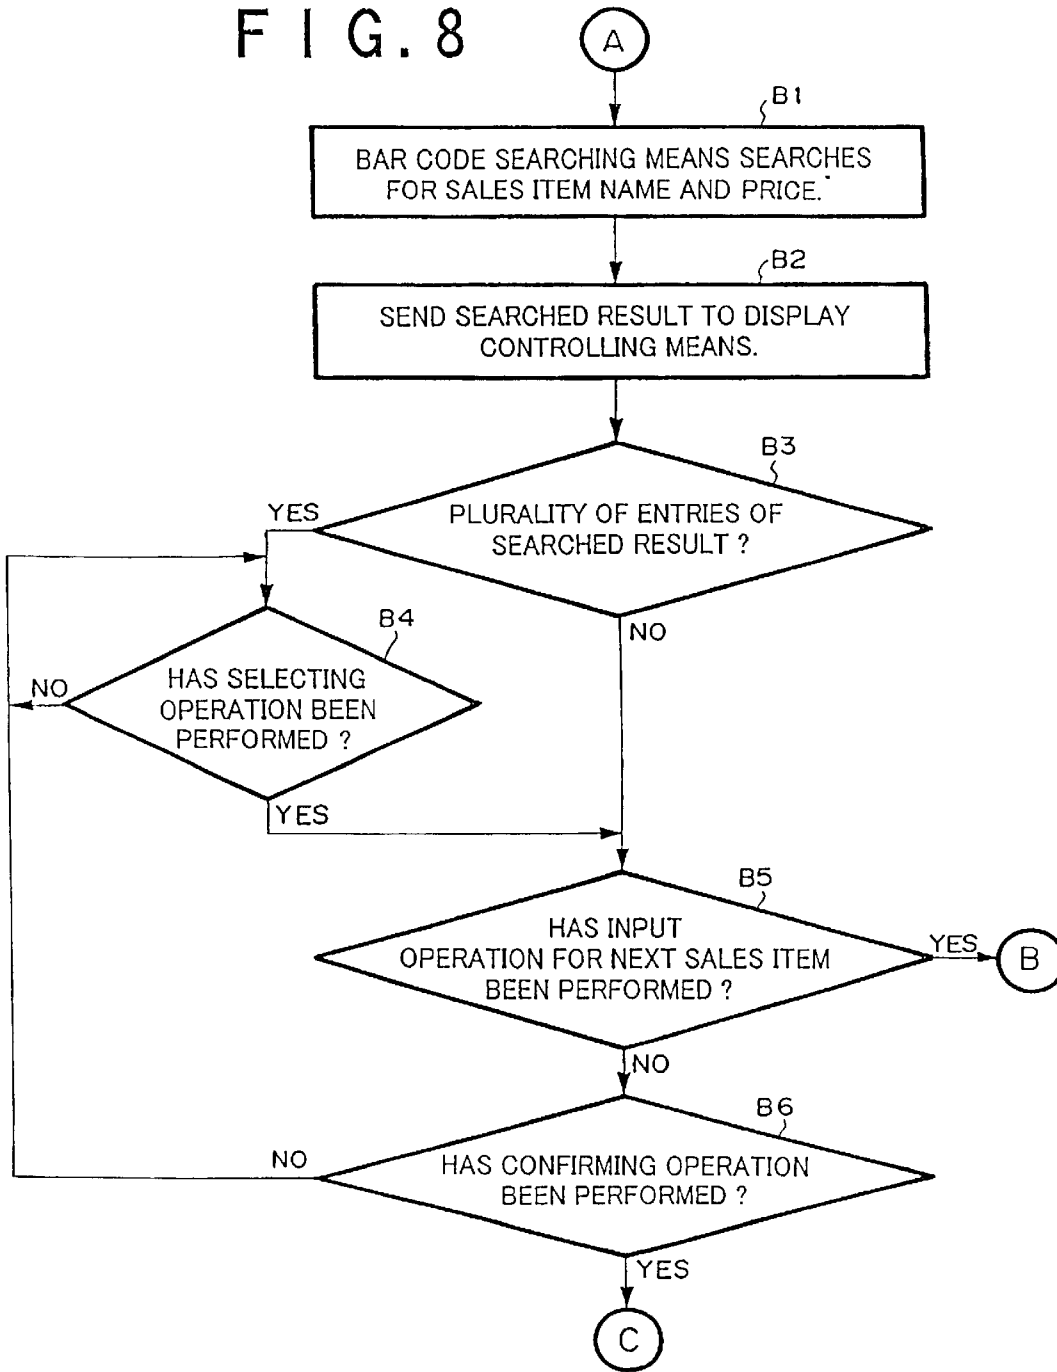 FIG.8
A
B1
BAR CODE SEARCHING MEANS SEARCHES
FOR SALES ITEM NAME AND PRICE.
B2
SEND SEARCHED RESULT TO DISPLAY
CONTROLLING MEANS.
B3
PLURALITY OF ENTRIES OF
SEARCHED RESULT ?
YES
NO
B4
HAS SELECTING
OPERATION BEEN
PERFORMED ?
NO
YES
B5
HAS INPUT
OPERATION FOR NEXT SALES ITEM
BEEN PERFORMED ?
YES
B
NO
B6
HAS CONFIRMING OPERATION
BEEN PERFORMED ?
NO
YES
C